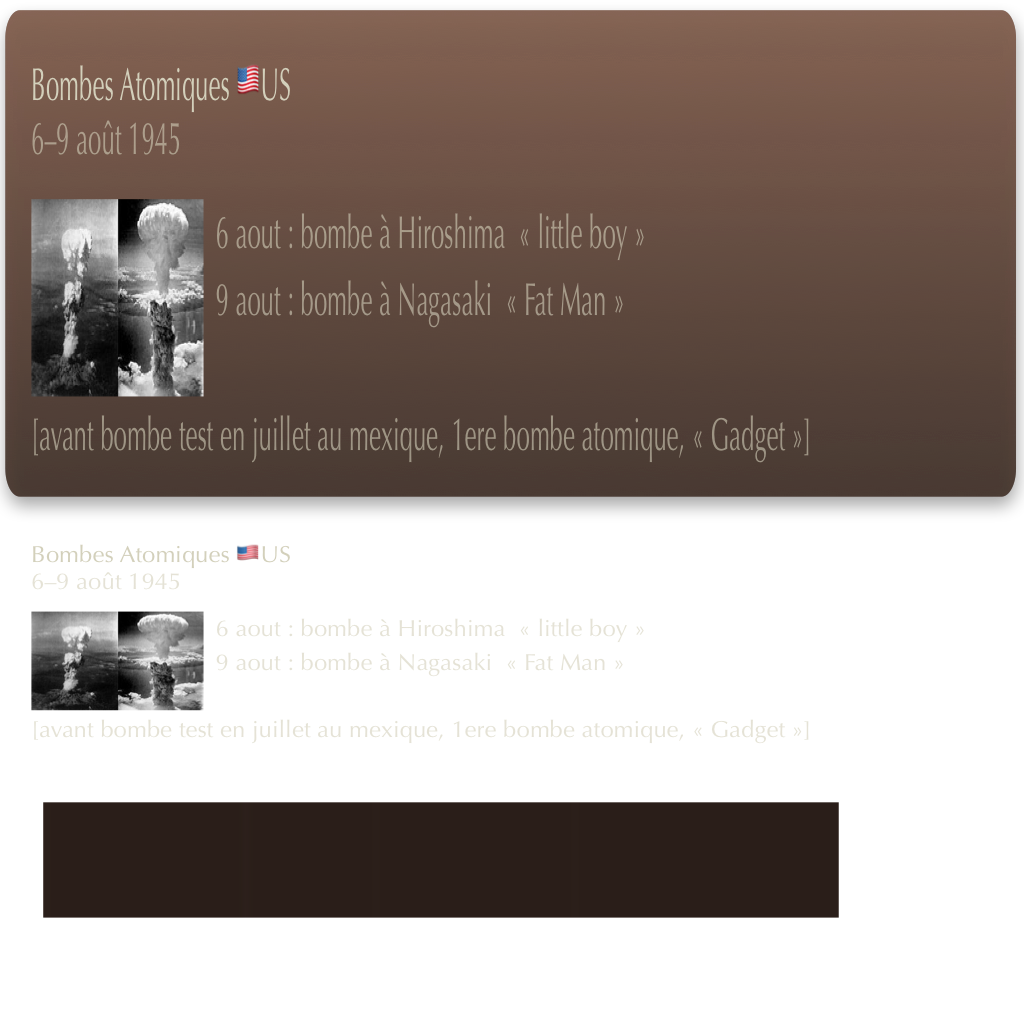 Bombes Atomiques 🇺🇸US
6–9 août 1945
6 aout : bombe à Hiroshima « little boy »
9 aout : bombe à Nagasaki « Fat Man »
[avant bombe test en juillet au mexique, 1ere bombe atomique, « Gadget »]
Bombes Atomiques 🇺🇸US
6–9 août 1945
6 aout : bombe à Hiroshima « little boy »
9 aout : bombe à Nagasaki « Fat Man »
[avant bombe test en juillet au mexique, 1ere bombe atomique, « Gadget »]